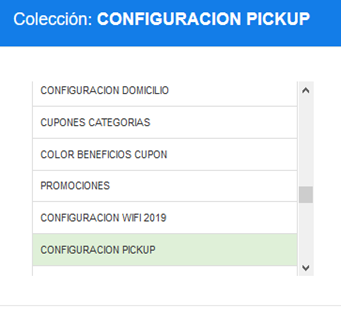 Colección: CONFIGURACION PICKUP
CONFIGURACION DOMICILIO
CUPONES CATEGORIAS
COLOR BENEFICIOS CUPON
PROMOCIONES
CONFIGURACION WIFI 2019
CONFIGURACION PICKUP